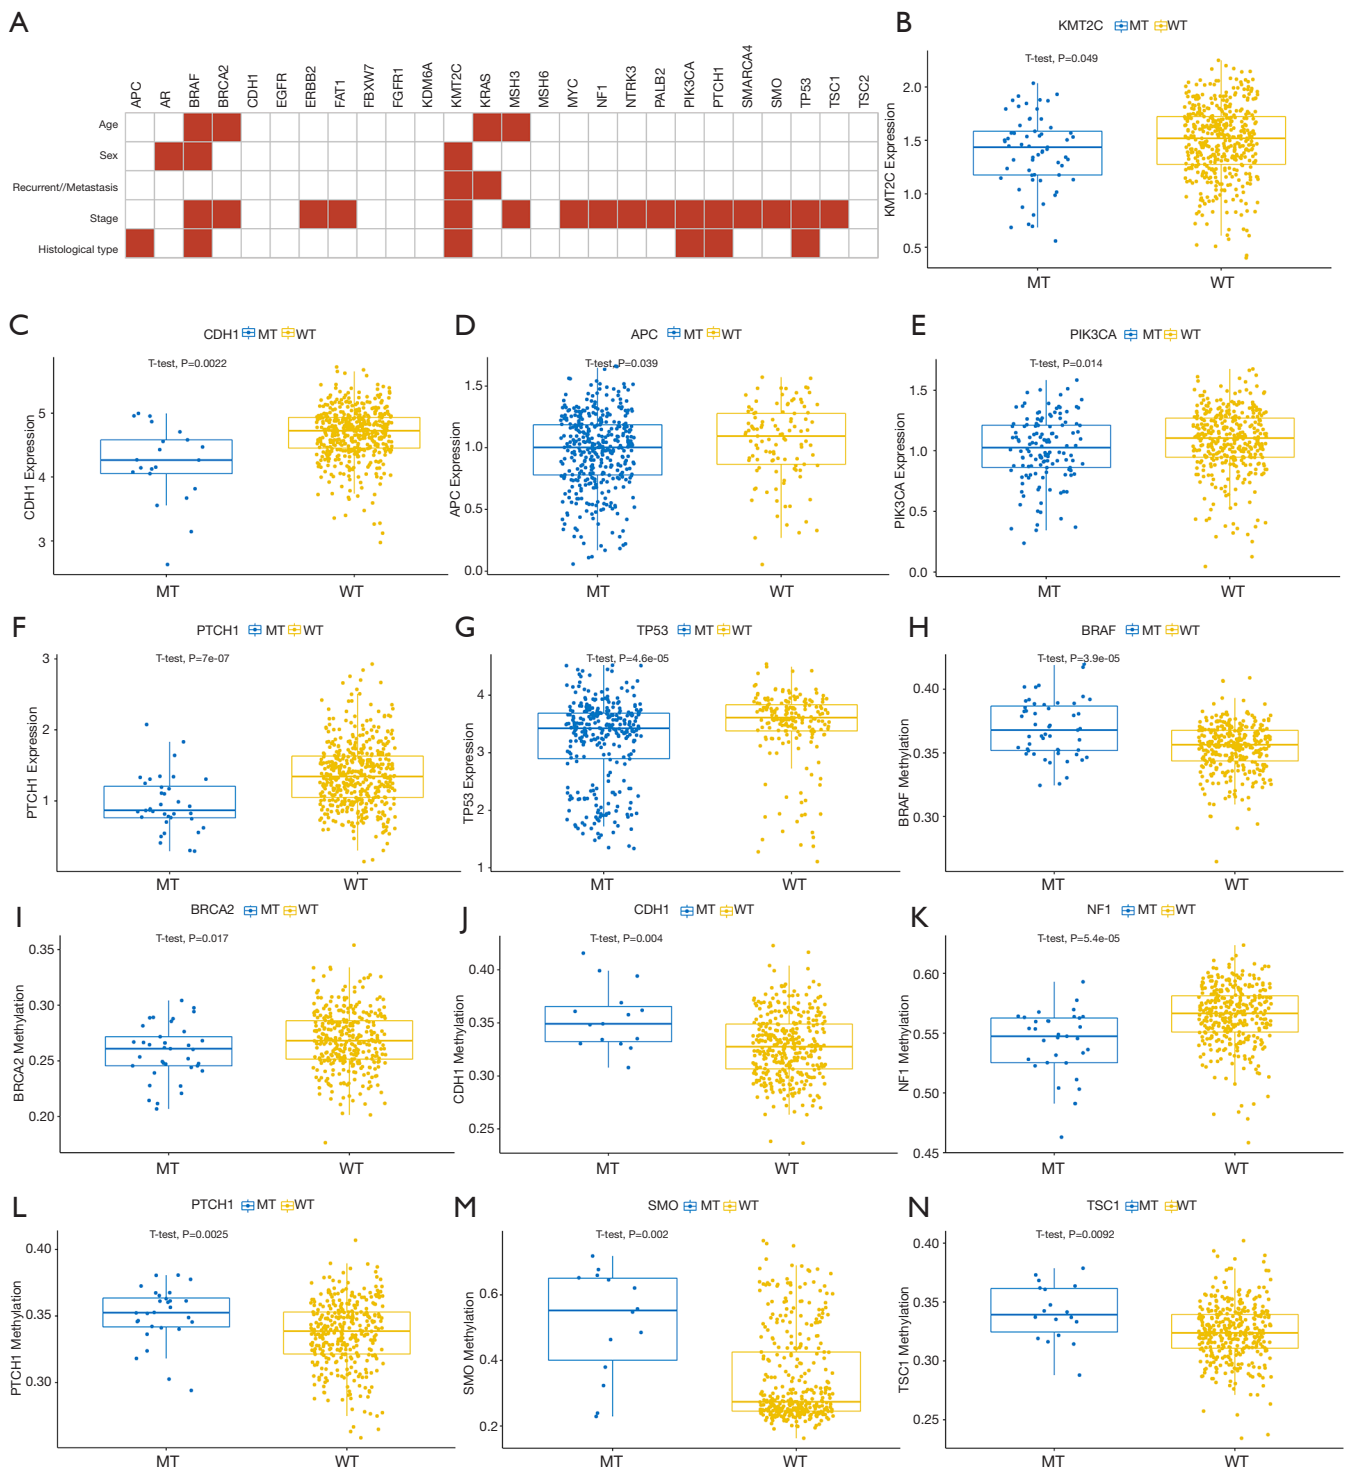 A
APC AR BRAF BRCA2 CDH1 EGFR ERBB2 FAT1 FBXW7 FGFR1 KDM6A KMT2C KRAS MSH3 MSH6 MYC NF1 NTRK3 PALB2 PIK3CA PTCH1 SMARCA4 SMO TP53 TSC1 TSC2
Age
Sex
Recurrent//Metastasis
Stage
Histological type
B
KMT2C MT WT
T-test, P=0.049
KMT2C Expression
2.0
1.5
1.0
0.5
MT WT
C
CDH1 MT WT
T-test, P=0.0022
CDH1 Expression
5
4
3
MT WT
D
APC MT WT
T-test, P=0.039
APC Expression
1.5
1.0
0.5
0.0
MT WT
E
PIK3CA MT WT
T-test, P=0.014
PIK3CA Expression
1.5
1.0
0.5
0.0
MT WT
F
PTCH1 MT WT
T-test, P=7e-07
PTCH1 Expression
3
2
1
MT WT
G
TP53 MT WT
T-test, P=4.6e-05
TP53 Expression
4
3
2
1
MT WT
H
BRAF MT WT
T-test, P=3.9e-05
BRAF Methylation
0.40
0.35
0.30
MT WT
I
BRCA2 MT WT
T-test, P=0.017
BRCA2 Methylation
0.35
0.30
0.25
0.20
MT WT
J
CDH1 MT WT
T-test, P=0.004
CDH1 Methylation
0.40
0.35
0.30
0.25
MT WT
K
NF1 MT WT
T-test, P=5.4e-05
NF1 Methylation
0.60
0.55
0.50
0.45
MT WT
L
PTCH1 MT WT
T-test, P=0.0025
PTCH1 Methylation
0.40
0.35
0.30
MT WT
M
SMO MT WT
T-test, P=0.002
SMO Methylation
0.6
0.4
0.2
MT WT
N
TSC1 MT WT
T-test, P=0.0092
TSC1 Methylation
0.40
0.35
0.30
0.25
MT WT